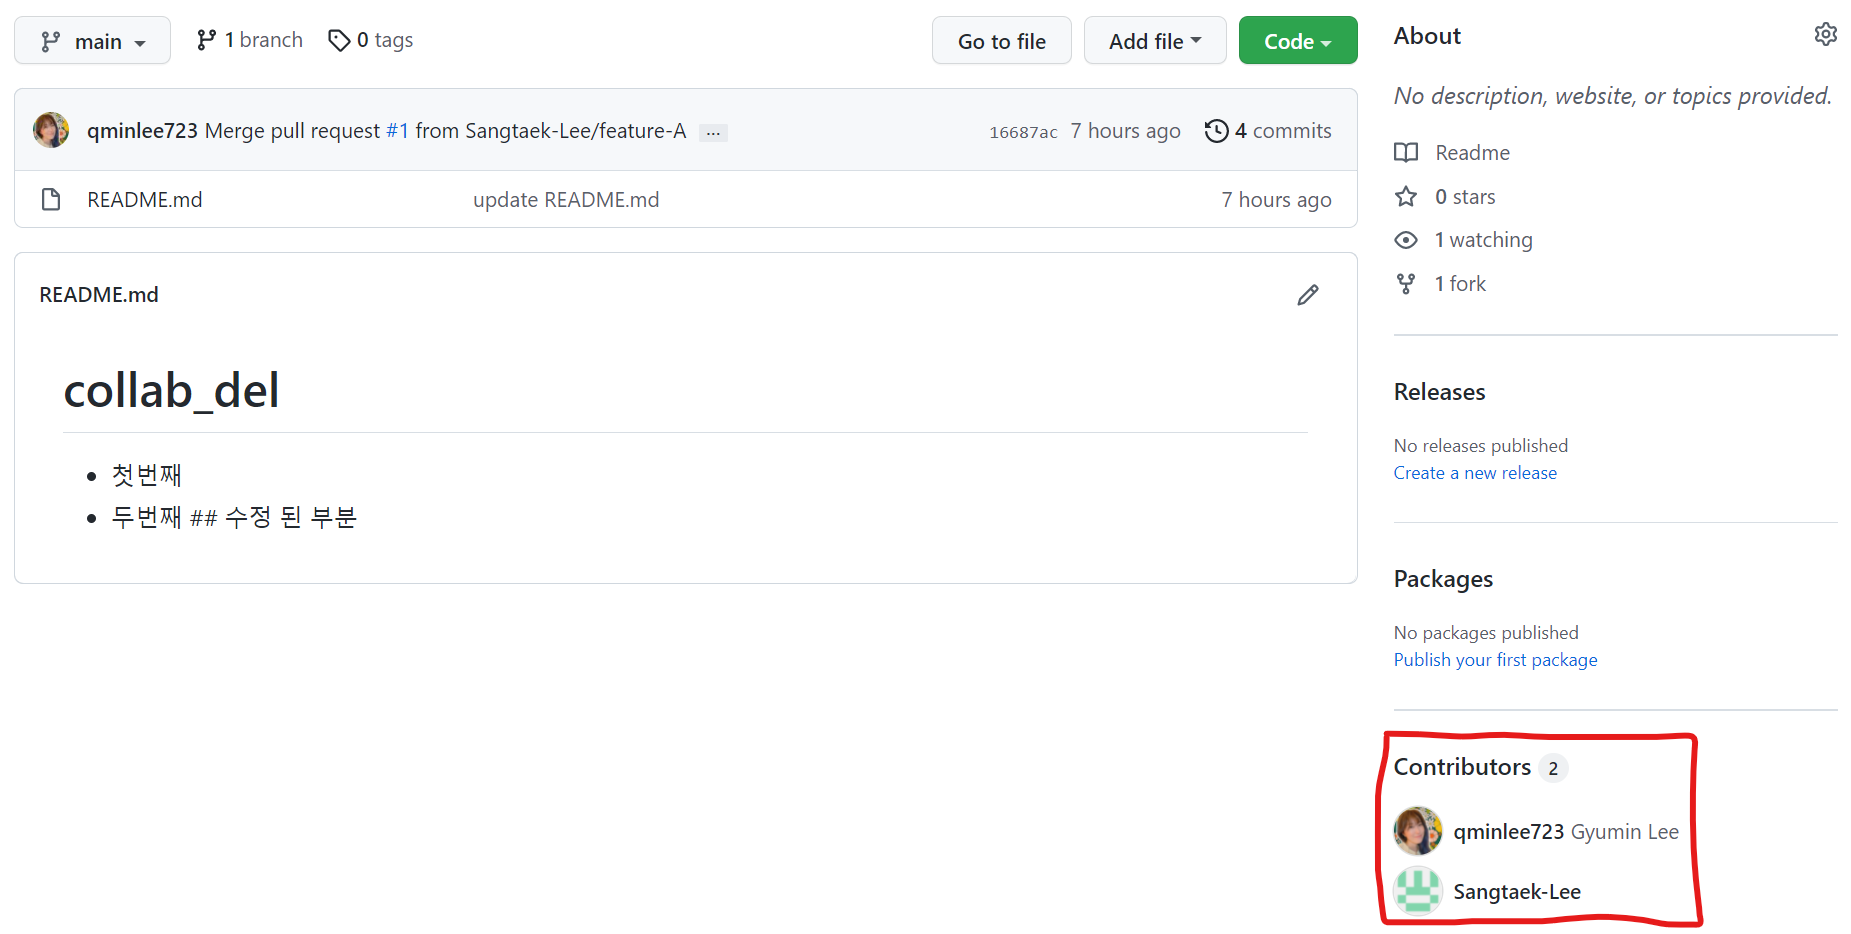 main
1 branch
0 tags
Go to file
Add file
Code
qminlee723 Merge pull request #1 from Sangtaek-Lee/feature-A ...
16687ac 7 hours ago
4 commits
README.md
update README.md
7 hours ago
README.md
collab_del
첫번째
두번째 ## 수정 된 부분
About
No description, website, or topics provided.
Readme
0 stars
1 watching
1 fork
Releases
No releases published
Create a new release
Packages
No packages published
Publish your first package
Contributors 2
qminlee723 Gyumin Lee
Sangtaek-Lee